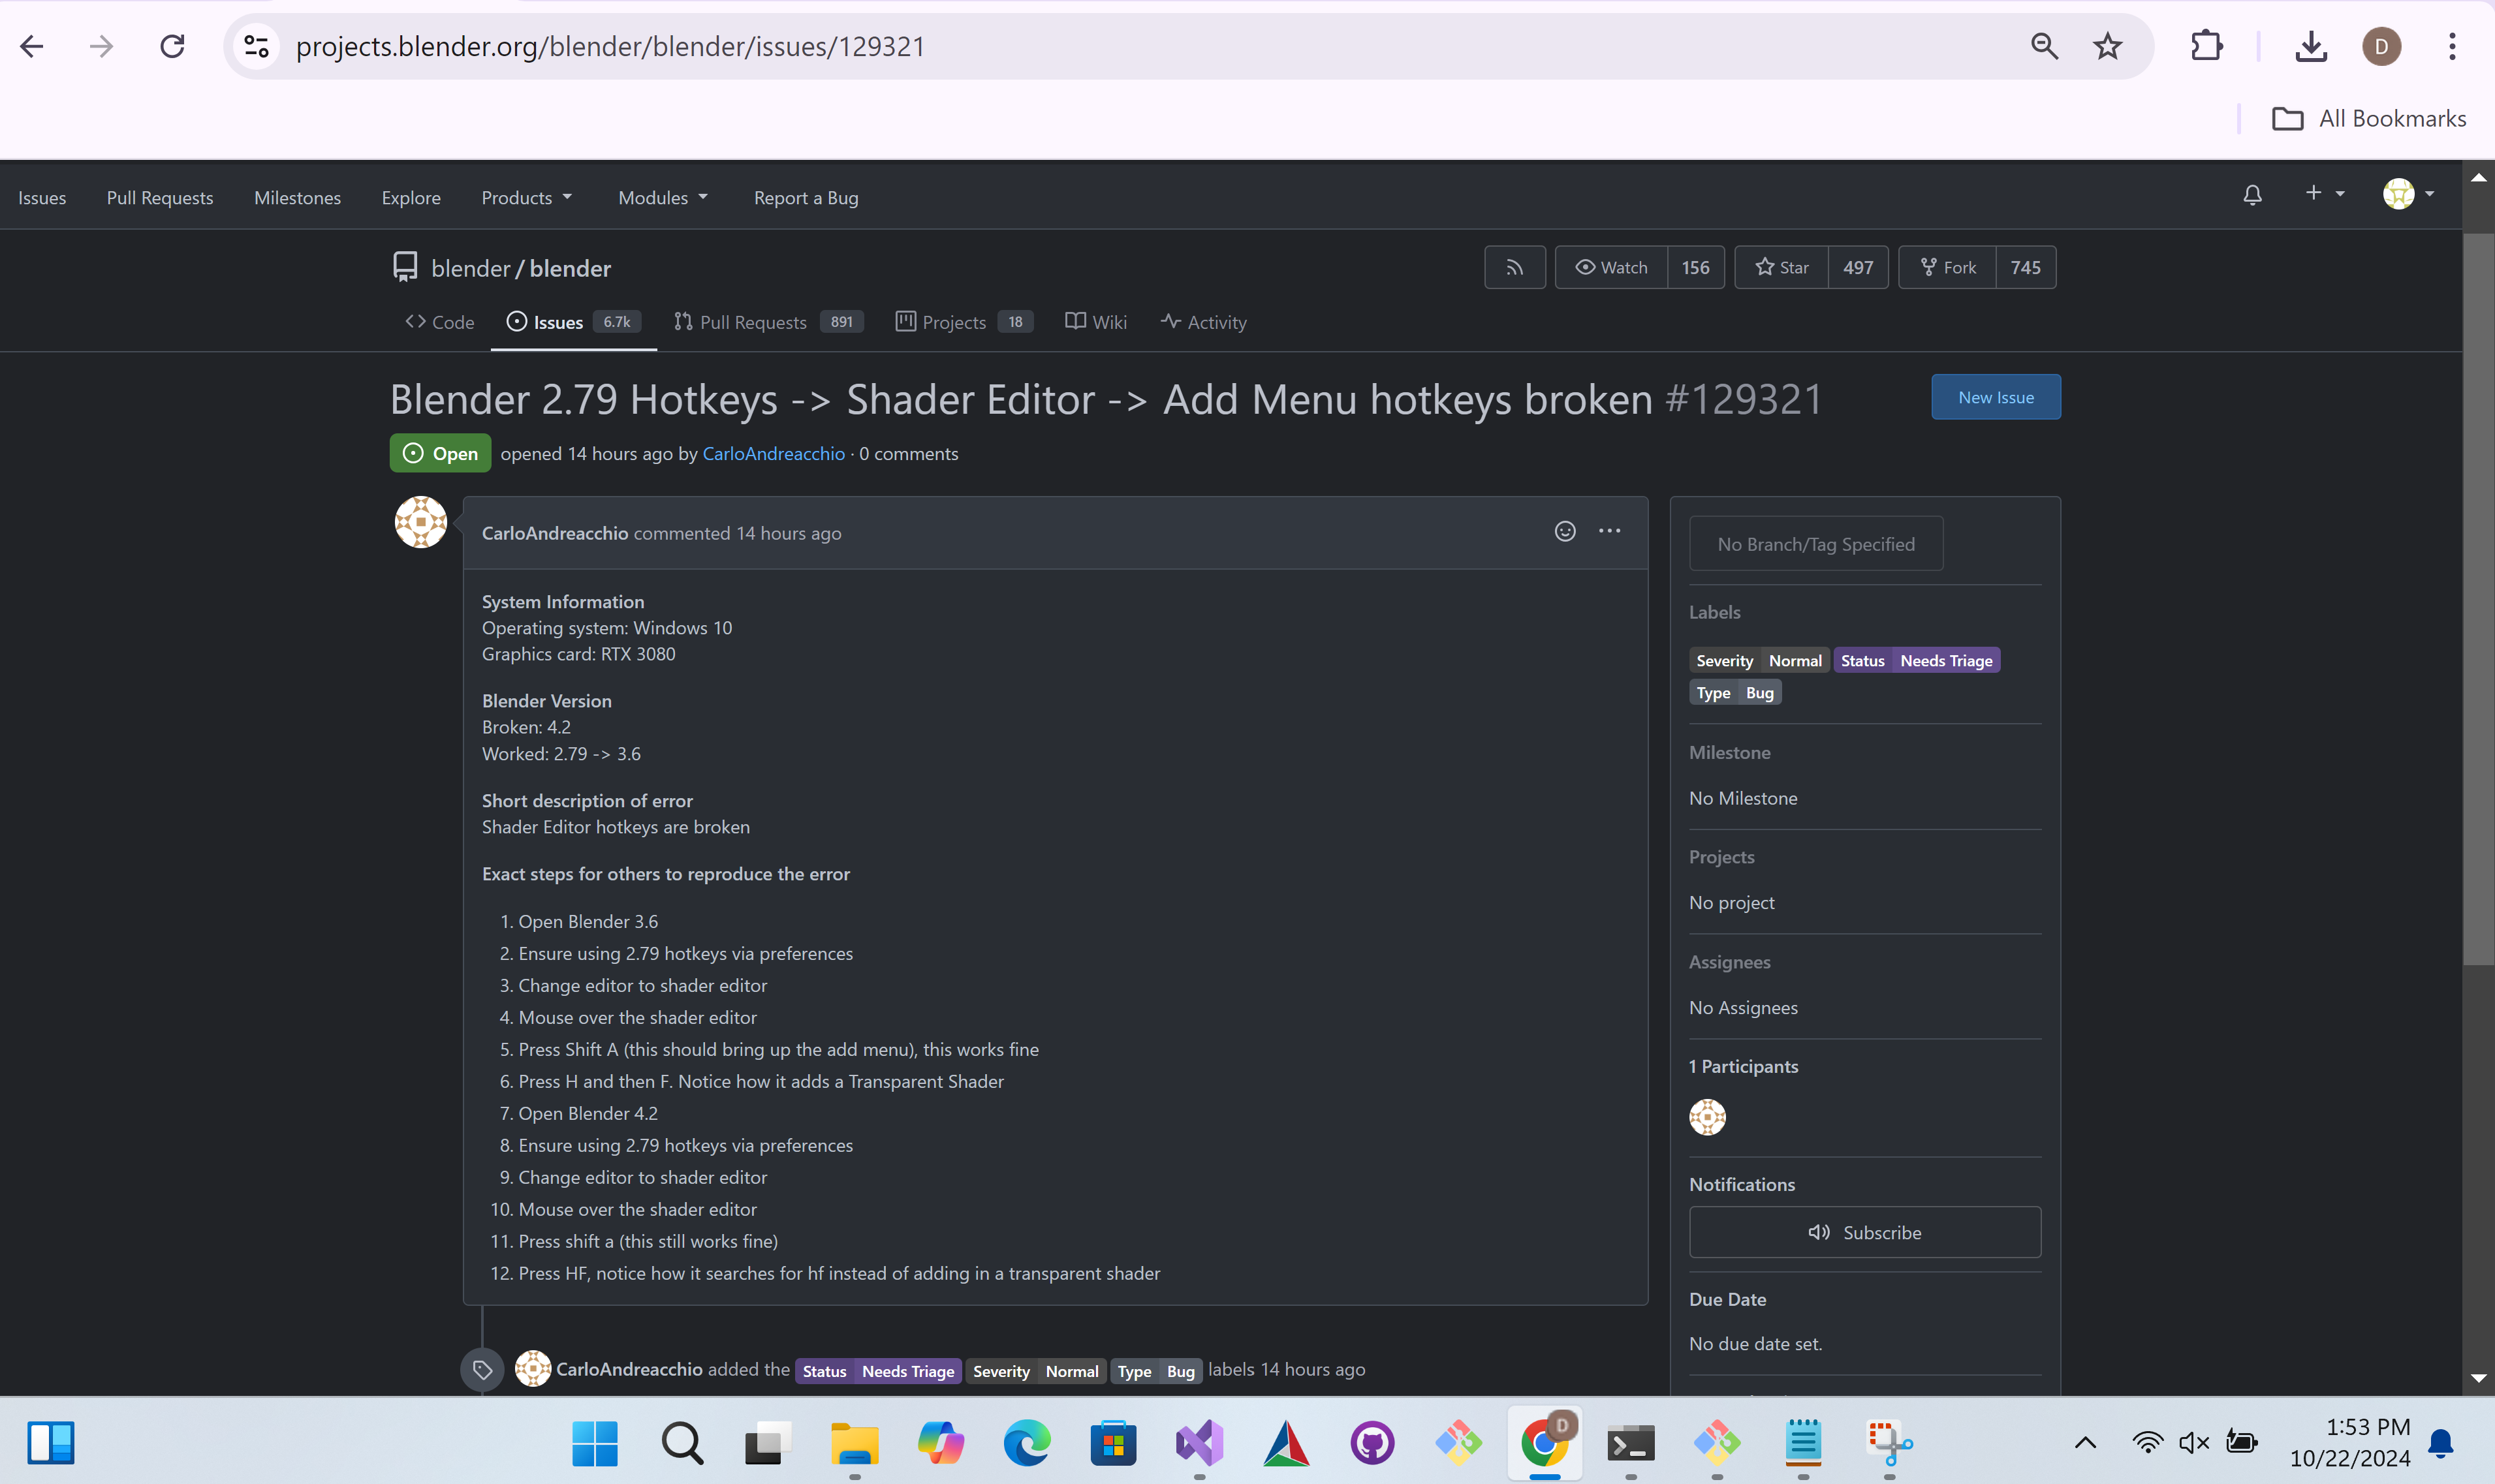 projects.blender.org/blender/blender/issues/129321
D
All Bookmarks
Issues Pull Requests Milestones Explore Products Modules Report a Bug
blender / blender
Watch 156 Star 497 Fork 745
Code Issues 6.7k Pull Requests 891 Projects 18 Wiki Activity
Blender 2.79 Hotkeys -> Shader Editor -> Add Menu hotkeys broken #129321
New Issue
Open opened 14 hours ago by CarloAndreacchio · 0 comments
CarloAndreacchio commented 14 hours ago
System Information
Operating system: Windows 10
Graphics card: RTX 3080
Blender Version
Broken: 4.2
Worked: 2.79 -> 3.6
Short description of error
Shader Editor hotkeys are broken
Exact steps for others to reproduce the error
1. Open Blender 3.6
2. Ensure using 2.79 hotkeys via preferences
3. Change editor to shader editor
4. Mouse over the shader editor
5. Press Shift A (this should bring up the add menu), this works fine
6. Press H and then F. Notice how it adds a Transparent Shader
7. Open Blender 4.2
8. Ensure using 2.79 hotkeys via preferences
9. Change editor to shader editor
10. Mouse over the shader editor
11. Press shift a (this still works fine)
12. Press HF, notice how it searches for hf instead of adding in a transparent shader
CarloAndreacchio added the Status Needs Triage Severity Normal Type Bug labels 14 hours ago
No Branch/Tag Specified
Labels
Severity Normal Status Needs Triage
Type Bug
Milestone
No Milestone
Projects
No project
Assignees
No Assignees
1 Participants
Notifications
Subscribe
Due Date
No due date set.
D
1:53 PM
10/22/2024